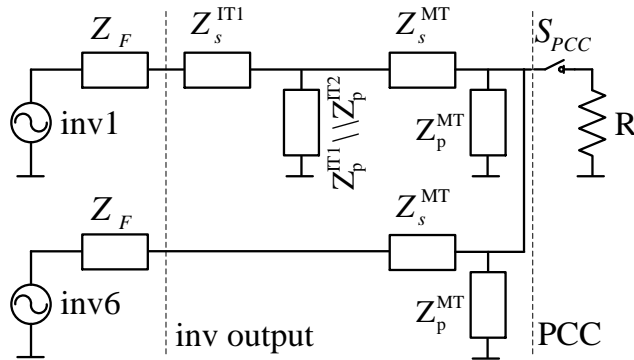 Z_F Z_s^IT1 Z_s^MT S_PCC
inv1 Z_p^IT1\\Z_p^IT2 Z_p^MT R
Z_F Z_s^MT
inv6 Z_p^MT
inv output PCC